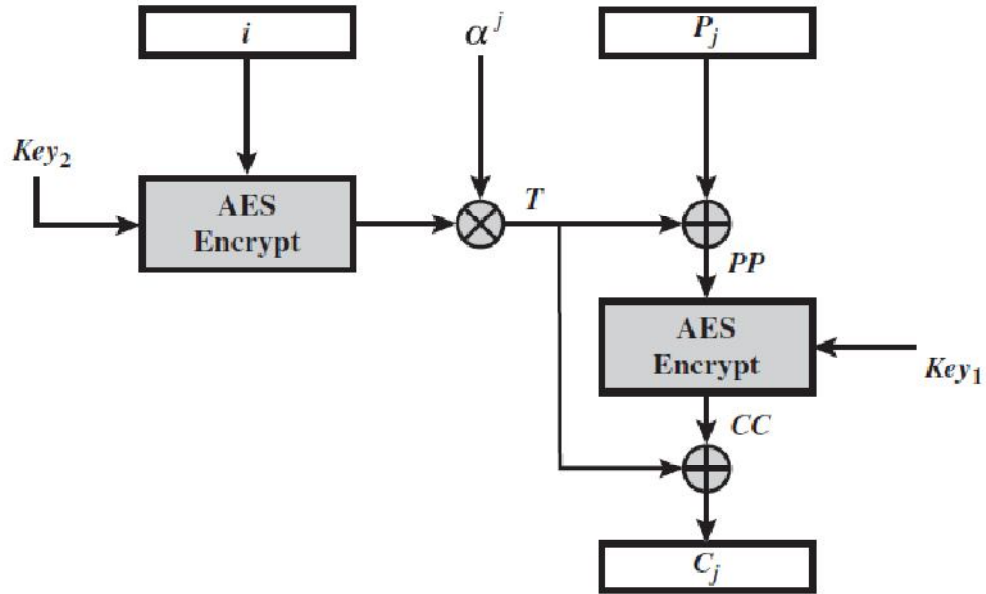 i
α^j
P_j
Key_2
AES
Encrypt
T
PP
AES
Encrypt
Key_1
CC
C_j